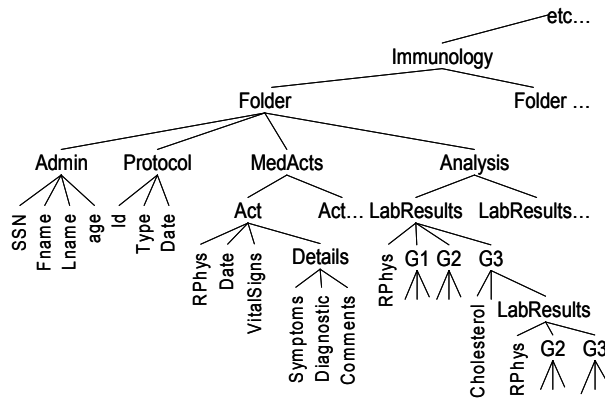 etc...
Immunology
Folder
Folder ...
Admin
Protocol
MedActs
Analysis
SSN
Fname
Lname
age
Id
Type
Date
Act
Act...
LabResults
LabResults...
RPhys
Date
VitalSigns
Details
RPhys
G1
G2
G3
Symptoms
Diagnostic
Comments
Cholesterol
LabResults
RPhys
G2
G3